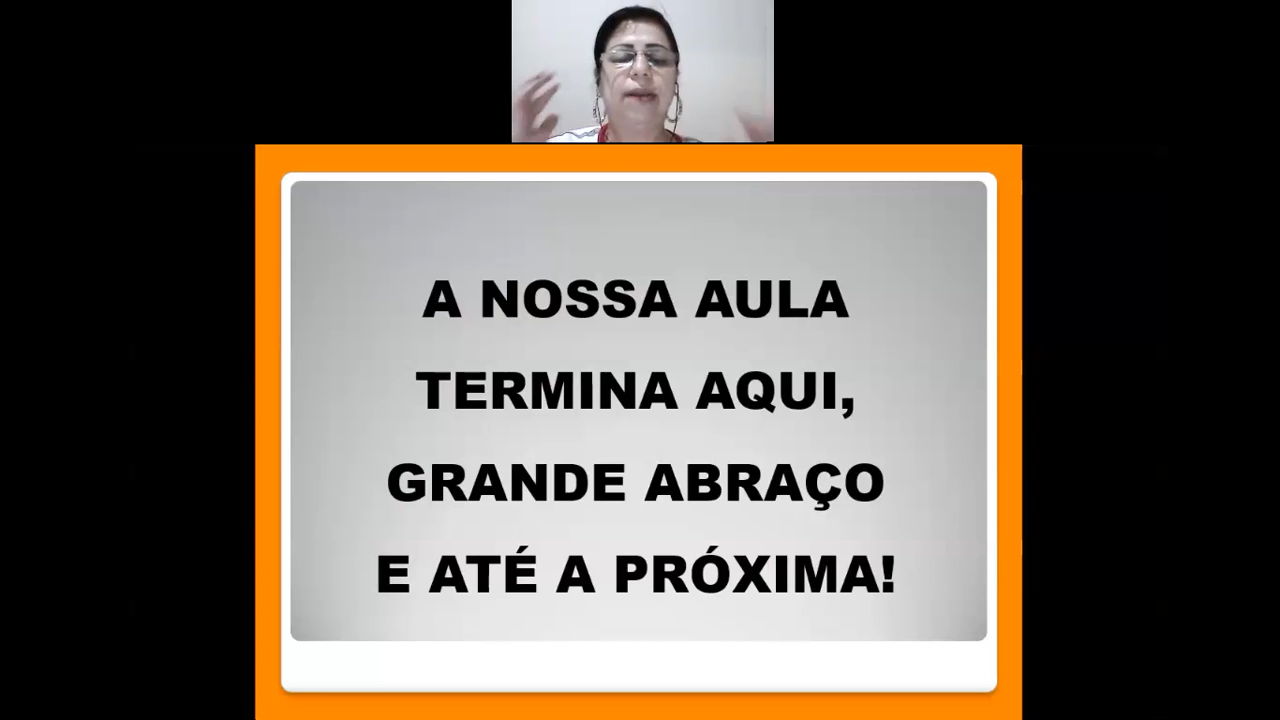 A NOSSA AULA
TERMINA AQUI,
GRANDE ABRAÇO
E ATÉ A PRÓXIMA!